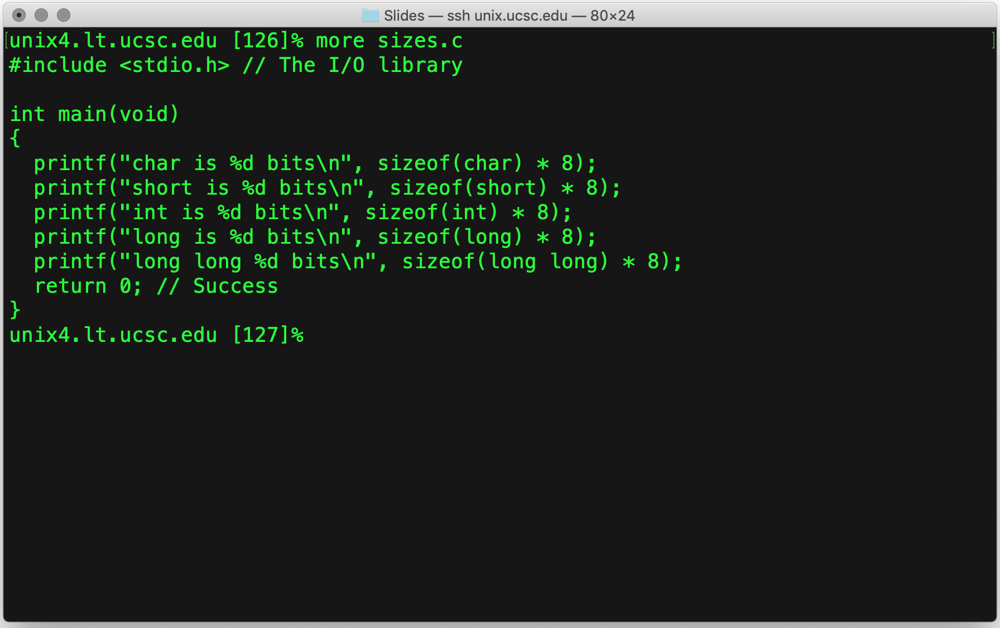 Slides — ssh unix.ucsc.edu — 80×24
[unix4.lt.ucsc.edu [126]% more sizes.c ]
#include <stdio.h> // The I/O library

int main(void)
{
  printf("char is %d bits\n", sizeof(char) * 8);
  printf("short is %d bits\n", sizeof(short) * 8);
  printf("int is %d bits\n", sizeof(int) * 8);
  printf("long is %d bits\n", sizeof(long) * 8);
  printf("long long %d bits\n", sizeof(long long) * 8);
  return 0; // Success
}
unix4.lt.ucsc.edu [127]%